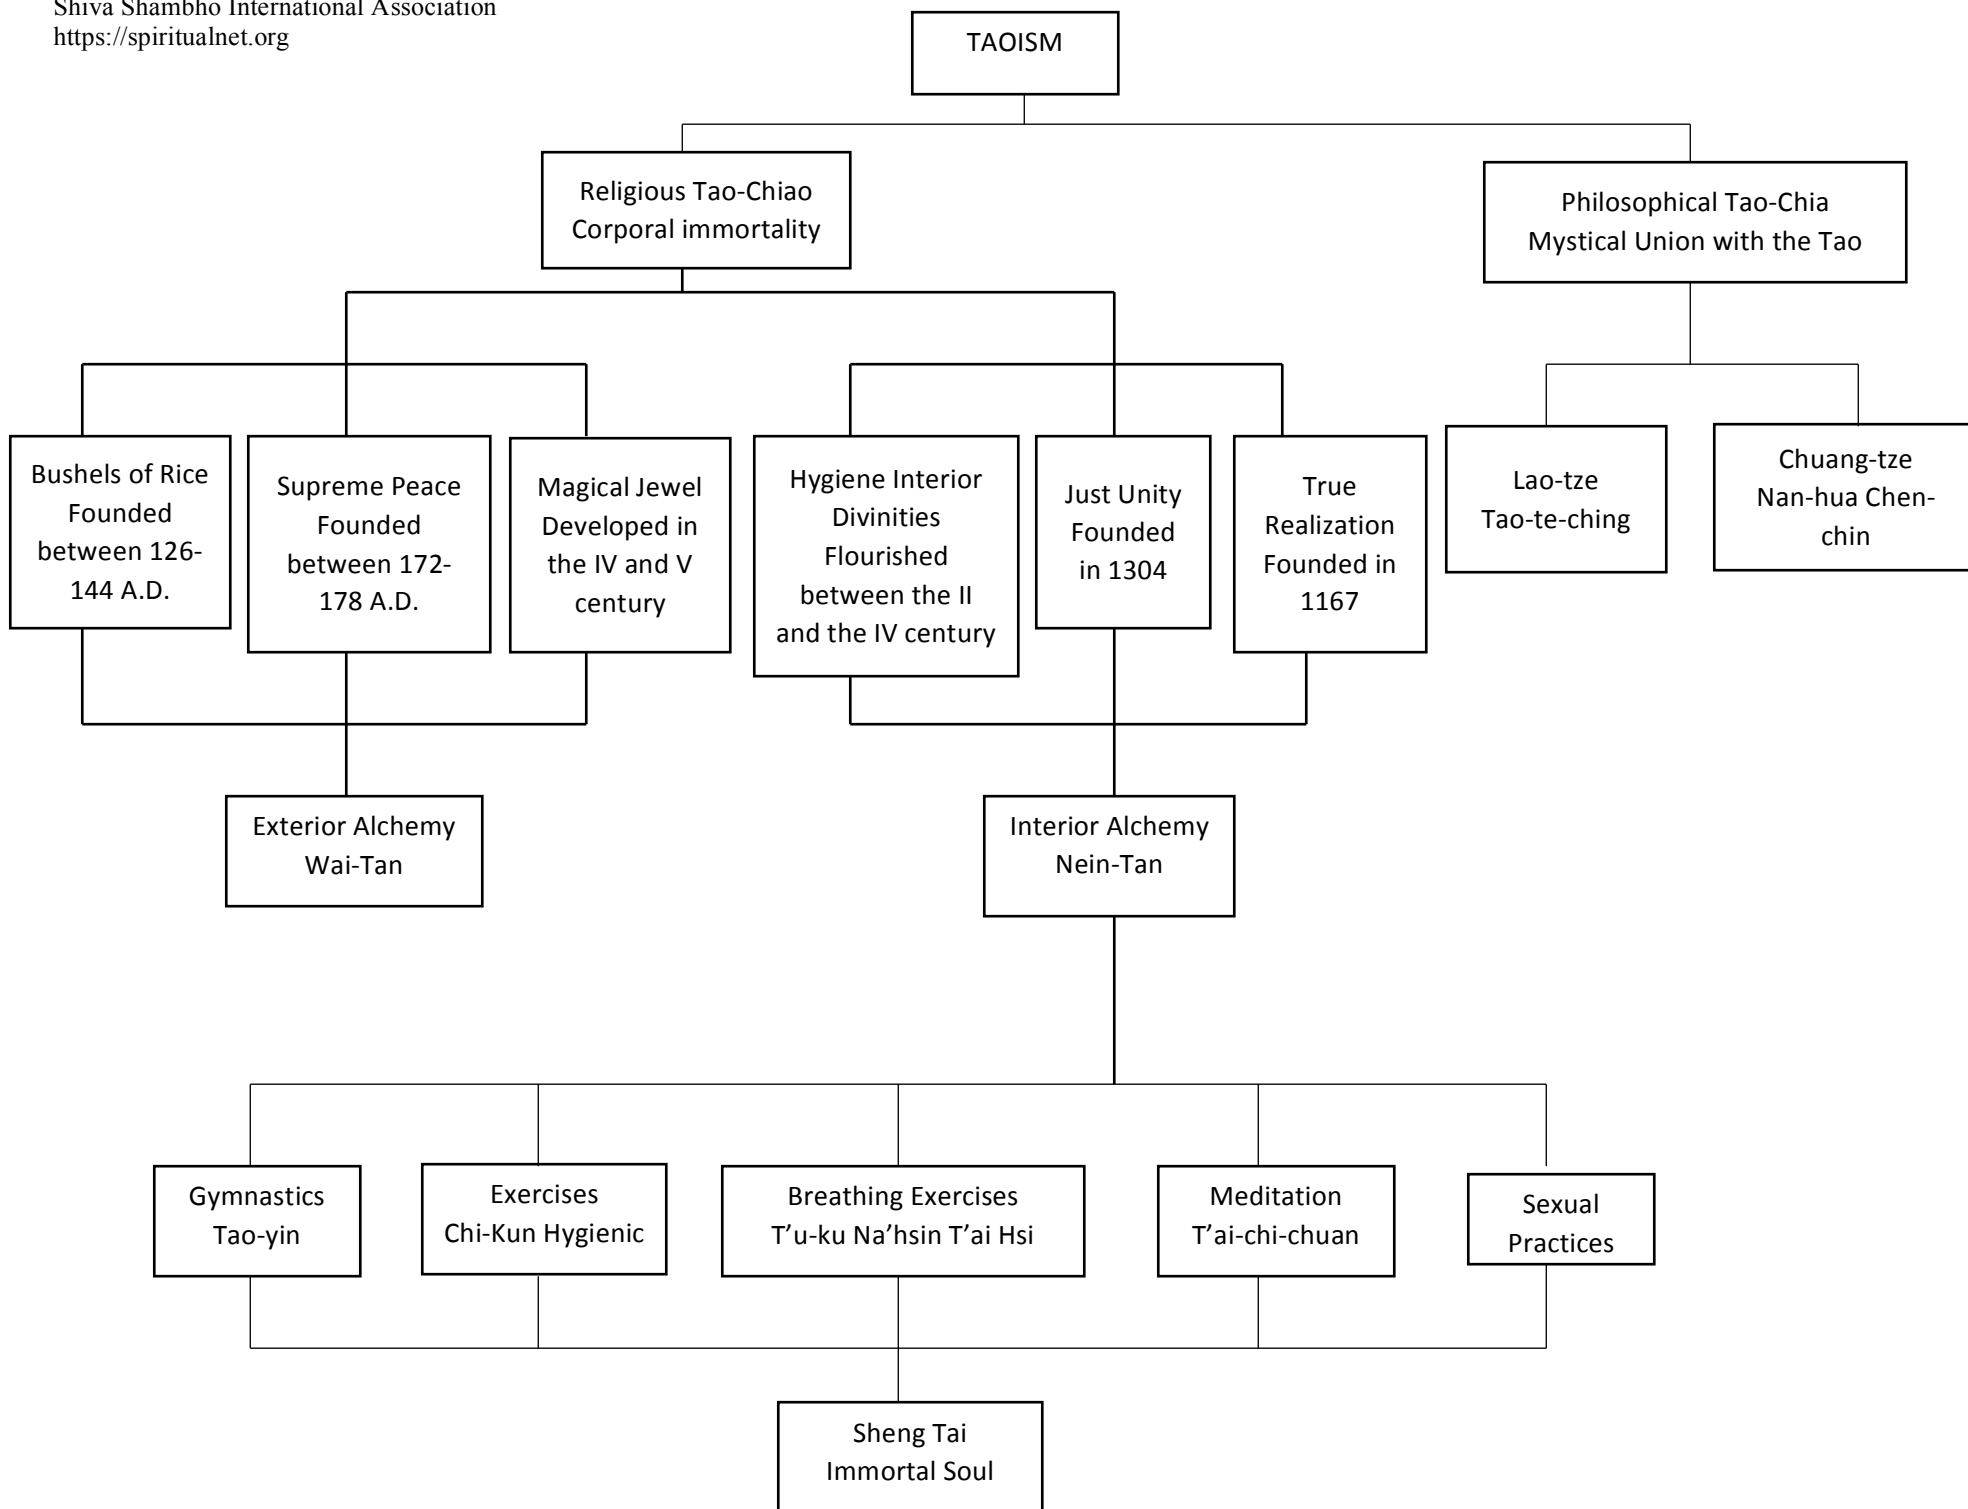 Shiva Shambho International Association
https://spiritualnet.org
TAOISM
Religious Tao-Chiao
Corporal immortality
Philosophical Tao-Chia
Mystical Union with the Tao
Bushels of Rice
Founded
between 126-
144 A.D.
Supreme Peace
Founded
between 172-
178 A.D.
Magical Jewel
Developed in
the IV and V
century
Hygiene Interior
Divinities
Flourished
between the II
and the IV century
Just Unity
Founded
in 1304
True
Realization
Founded in
1167
Lao-tze
Tao-te-ching
Chuang-tze
Nan-hua Chen-
chin
Exterior Alchemy
Wai-Tan
Interior Alchemy
Nein-Tan
Gymnastics
Tao-yin
Exercises
Chi-Kun Hygienic
Breathing Exercises
T’u-ku Na’hsin T’ai Hsi
Meditation
T’ai-chi-chuan
Sexual
Practices
Sheng Tai
Immortal Soul